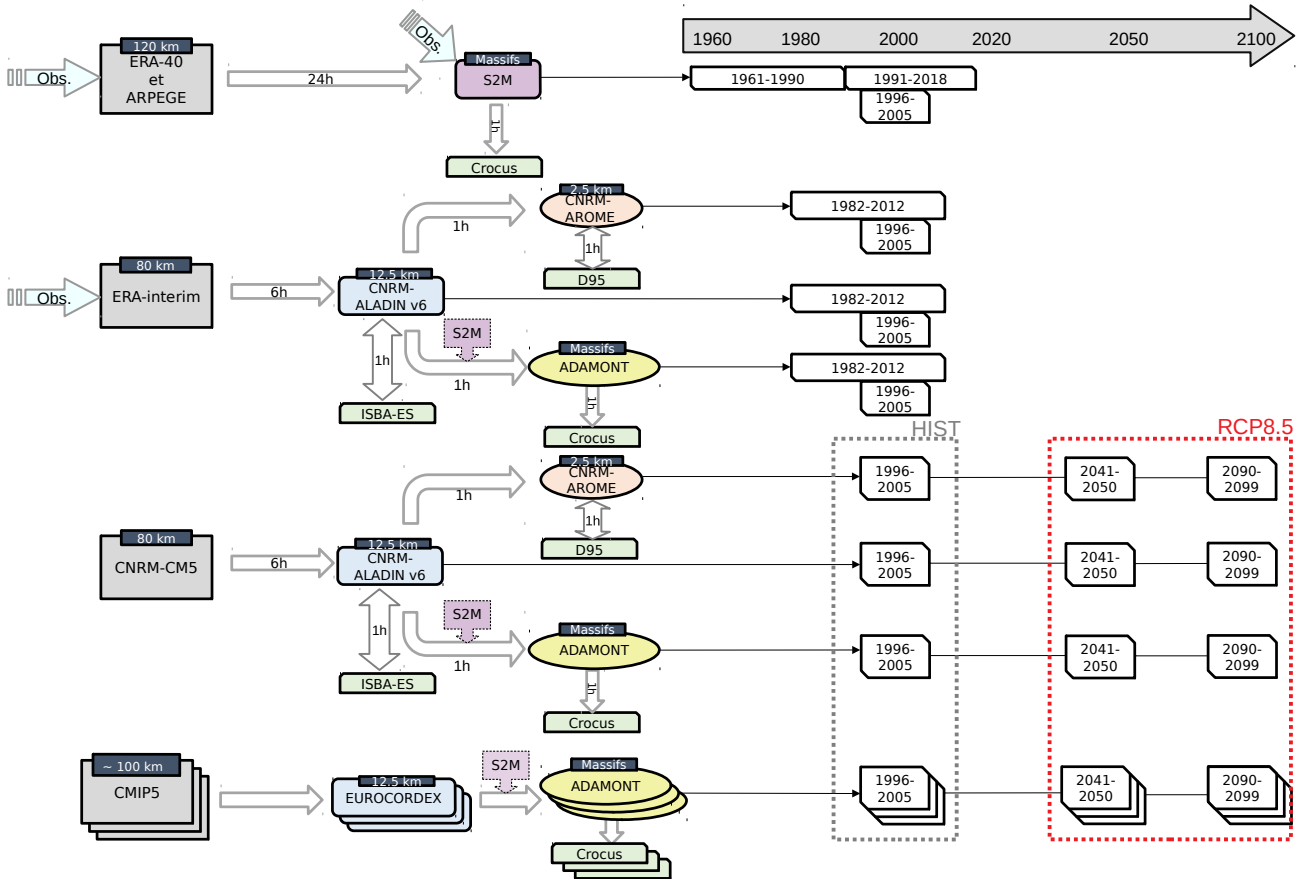 1960 1980 2000 2020 2050 2100
Obs.
120 km
ERA-40
et
ARPEGE
Obs.
24h
Massifs
S2M
1961-1990
1991-2018
1996-
2005
1h
Crocus
2.5 km
CNRM-
AROME
1h
1982-2012
1996-
2005
1h
D95
Obs.
80 km
ERA-interim
6h
12.5 km
CNRM-
ALADIN v6
1982-2012
1996-
2005
1h
S2M
1h
Massifs
ADAMONT
1982-2012
1996-
2005
1h
ISBA-ES
Crocus
HIST
RCP8.5
2.5 km
CNRM-
AROME
1h
1996-
2005
2041-
2050
2090-
2099
1h
D95
80 km
CNRM-CM5
6h
12.5 km
CNRM-
ALADIN v6
1996-
2005
2041-
2050
2090-
2099
1h
S2M
1h
Massifs
ADAMONT
1996-
2005
2041-
2050
2090-
2099
1h
ISBA-ES
Crocus
~ 100 km
CMIP5
12.5 km
EUROCORDEX
S2M
Massifs
ADAMONT
1996-
2005
2041-
2050
2090-
2099
Crocus